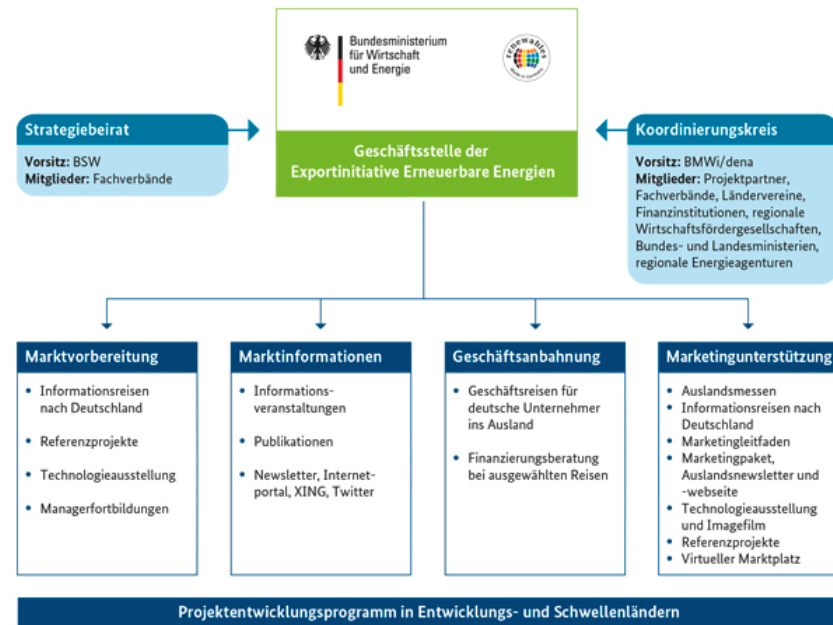 Bundesministerium
für Wirtschaft
und Energie
renewables
Made in Germany
Geschäftsstelle der
Exportinitiative Erneuerbare Energien
Strategiebeirat
Vorsitz: BSW
Mitglieder: Fachverbände
Koordinierungskreis
Vorsitz: BMWi/dena
Mitglieder: Projektpartner,
Fachverbände, Ländervereine,
Finanzinstitutionen, regionale
Wirtschaftsfördergesellschaften,
Bundes- und Landesministerien,
regionale Energieagenturen
Marktvorbereitung
• Informationsreisen
nach Deutschland
• Referenzprojekte
• Technologieausstellung
• Managerfortbildungen
Marktinformationen
• Informations-
veranstaltungen
• Publikationen
• Newsletter, Internet-
portal, XING, Twitter
Geschäftsanbahnung
• Geschäftsreisen für
deutsche Unternehmer
ins Ausland
• Finanzierungsberatung
bei ausgewählten Reisen
Marketingunterstützung
• Auslandsmessen
• Informationsreisen nach
Deutschland
• Marketingleitfaden
• Marketingpaket,
Auslandsnewsletter und
-webseite
• Technologieausstellung
und Imagefilm
• Referenzprojekte
• Virtueller Marktplatz
Projektentwicklungsprogramm in Entwicklungs- und Schwellenländern